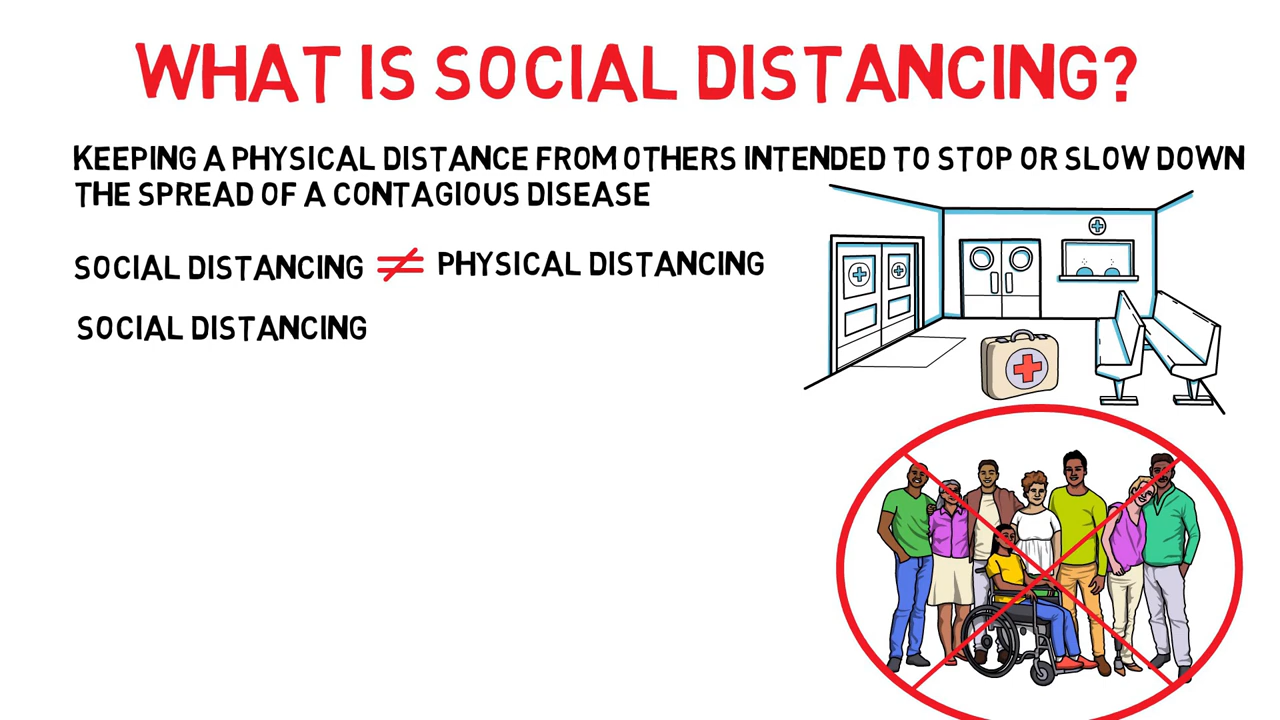 WHAT IS SOCIAL DISTANCING?
KEEPING A PHYSICAL DISTANCE FROM OTHERS INTENDED TO STOP OR SLOW DOWN
THE SPREAD OF A CONTAGIOUS DISEASE
SOCIAL DISTANCING ≠ PHYSICAL DISTANCING
SOCIAL DISTANCING